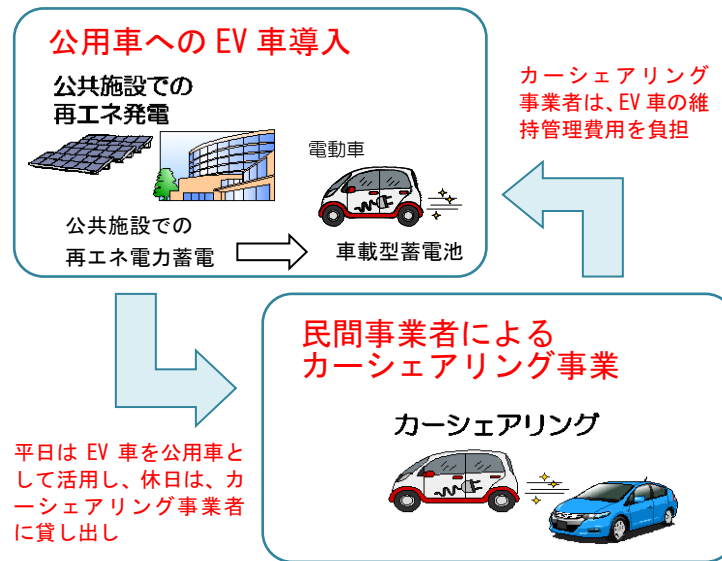 公用車への EV 車導入
公共施設での
再エネ発電
電動車
公共施設での
再エネ電力蓄電
車載型蓄電池
カーシェアリング
事業者は、EV 車の維
持管理費用を負担
平日は EV 車を公用車と
して活用し、休日は、カ
ーシェアリング事業者
に貸し出し
民間事業者による
カーシェアリング事業
カーシェアリング